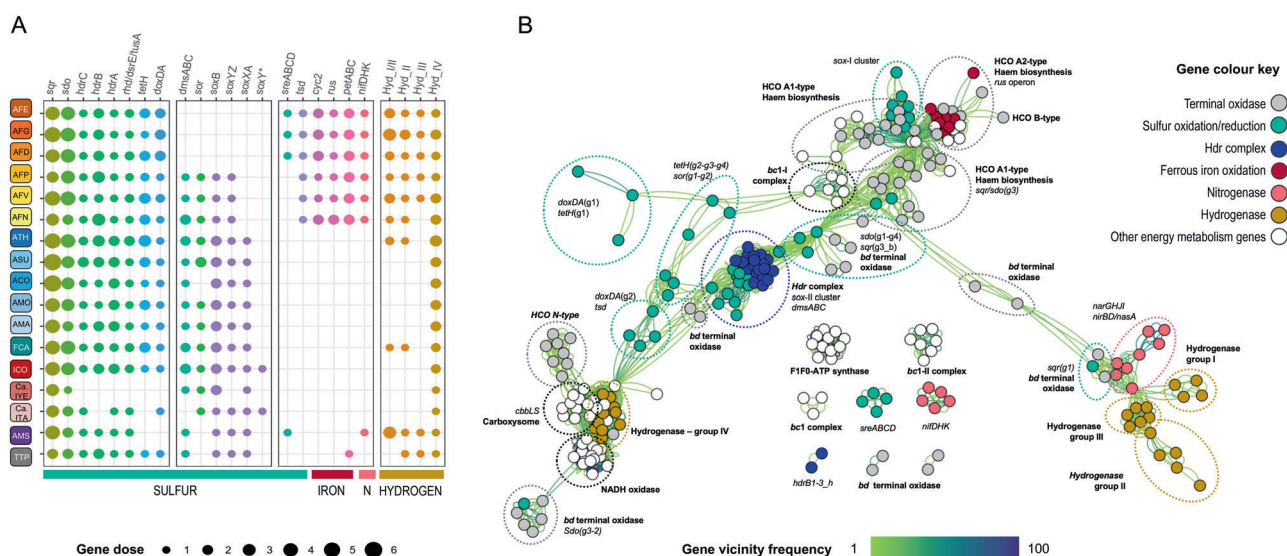 A
sqr
sdo
hdrC
hdrB
hdrA
rhd/dsrE/tusA
tetH
doxDA
dmsABC
sor
soxB
soxYZ
soxXA
soxY*
sreABCD
tsd
cyc2
rus
petABC
nifDHK
Hyd_I/II
Hyd_II
Hyd_III
Hyd_IV
AFE
AFG
AFD
AFP
AFV
AFN
ATH
ASU
ACO
AMO
AMA
FCA
ICO
Ca.
IYE
Ca.
ITA
AMS
TTP
SULFUR
IRON
N
HYDROGEN
Gene dose
1
2
3
4
5
6
B
sox-I cluster
HCO A2-type
Haem biosynthesis
rus operon
HCO A1-type
Haem biosynthesis
HCO B-type
tetH(g2-g3-g4)
sor(g1-g2)
bc1-I
complex
HCO A1-type
Haem biosynthesis
sqr/sdo(g3)
doxDA(g1)
tetH(g1)
sdo(g1-g4)
sqr(g3_b)
bd terminal
oxidase
Hdr complex
sox-II cluster
dmsABC
bd terminal
oxidase
doxDA(g2)
tsd
bd terminal
oxidase
HCO N-type
narGHJI
nirBD/nasA
Hydrogenase
group I
sqr(g1)
bd terminal
oxidase
F1F0-ATP synthase
bc1-II complex
cbbLS
Carboxysome
Hydrogenase – group IV
bc1 complex
sreABCD
nifDHK
Hydrogenase
group III
Hydrogenase
group II
NADH oxidase
hdrB1-3_h
bd terminal oxidase
bd terminal oxidase
Sdo(g3-2)
Gene colour key
Terminal oxidase
Sulfur oxidation/reduction
Hdr complex
Ferrous iron oxidation
Nitrogenase
Hydrogenase
Other energy metabolism genes
Gene vicinity frequency
1
100